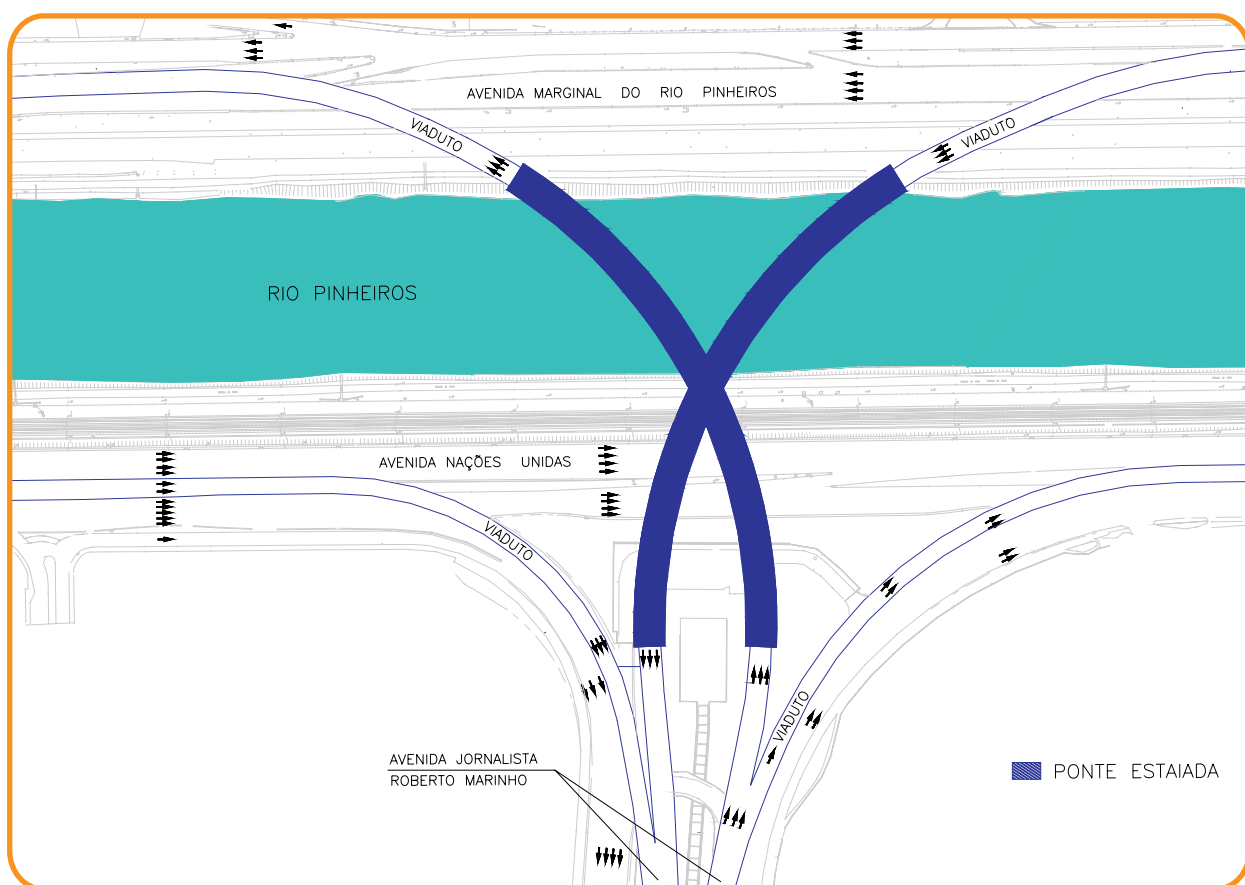 AVENIDA MARGINAL DO RIO PINHEIROS
VIADUTO
VIADUTO
RIO PINHEIROS
AVENIDA NAÇÕES UNIDAS
VIADUTO
VIADUTO
AVENIDA JORNALISTA
ROBERTO MARINHO
PONTE ESTAIADA